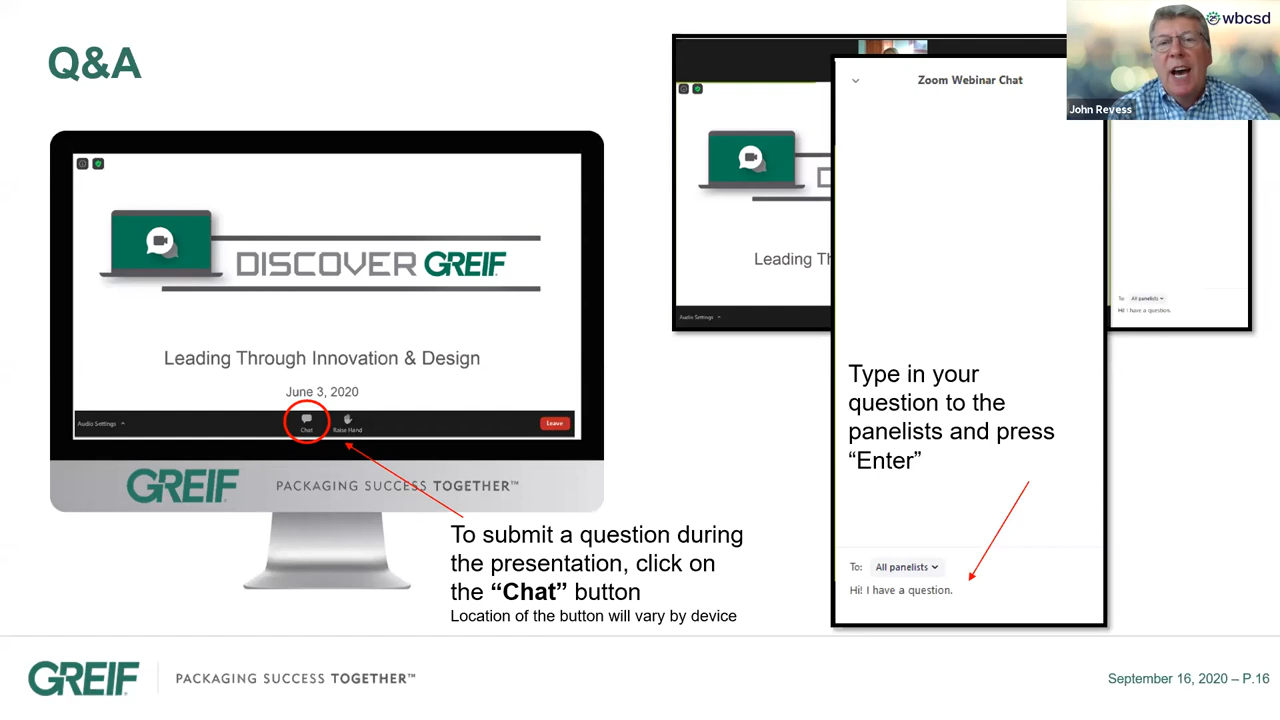 Q&A
DISCOVER GREIF
Leading Through Innovation & Design
June 3, 2020
Audio Settings
Chat
Raise Hand
Leave
GREIF
PACKAGING SUCCESS TOGETHER™
To submit a question during
the presentation, click on
the “Chat” button
Location of the button will vary by device
D
Leading Th
Audio Settings
Zoom Webinar Chat
Type in your
question to the
panelists and press
“Enter”
To: All panelists
Hi! I have a question.
To: All panelists
Hi! I have a question.
25 wbcsd
John Revess
GREIF
PACKAGING SUCCESS TOGETHER™
September 16, 2020 – P.16